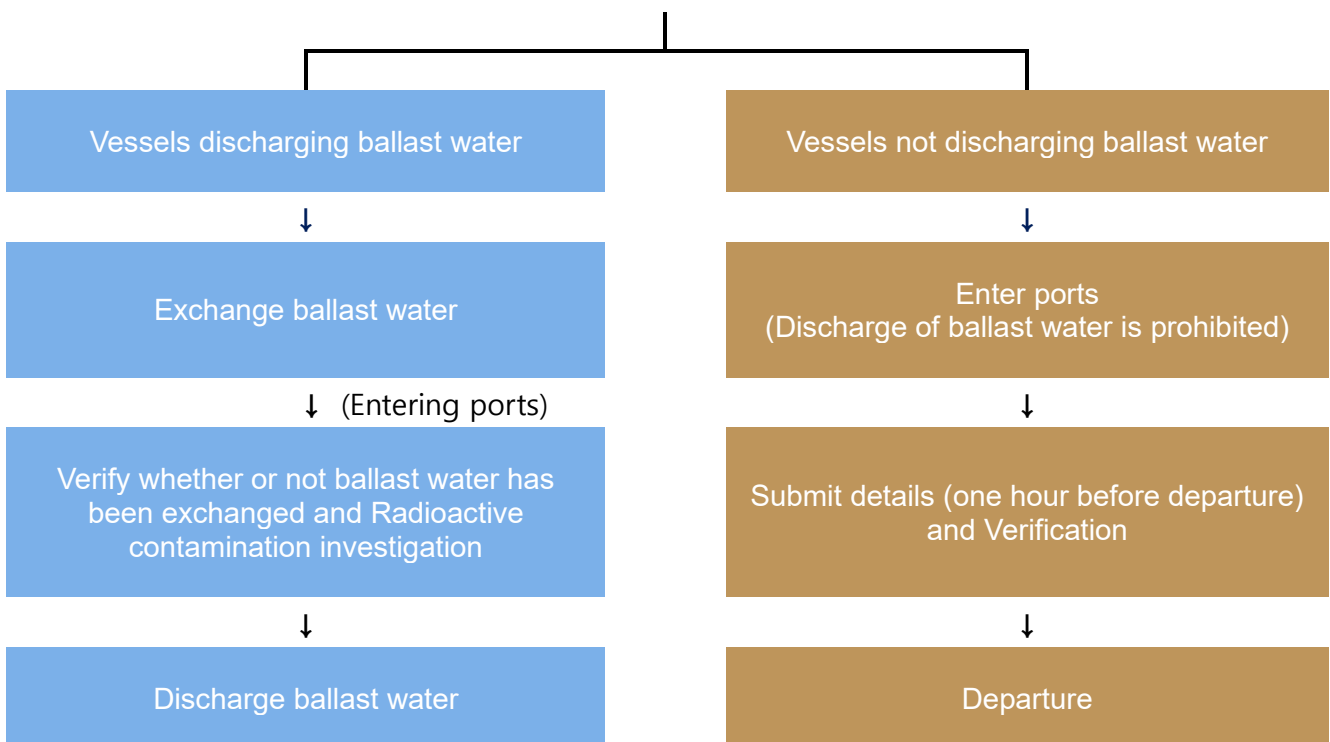 Vessels discharging ballast water
Vessels not discharging ballast water
↓
↓
Exchange ballast water
Enter ports
(Discharge of ballast water is prohibited)
↓ (Entering ports)
↓
Verify whether or not ballast water has
been exchanged and Radioactive
contamination investigation
Submit details (one hour before departure)
and Verification
↓
↓
Discharge ballast water
Departure